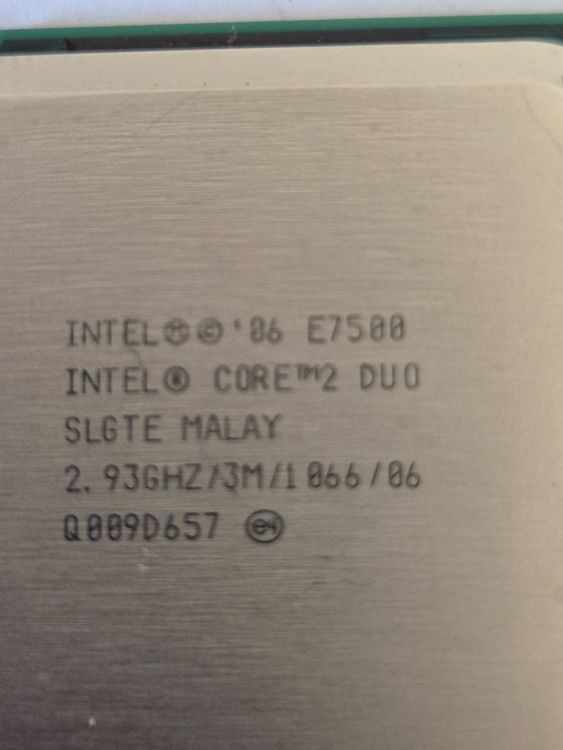 INTEL Ⓜ © '06 E7500
INTEL® CORE™2 DUO
SLGTE MALAY
2.93GHZ/3M/1066/06
Q009D657 e4